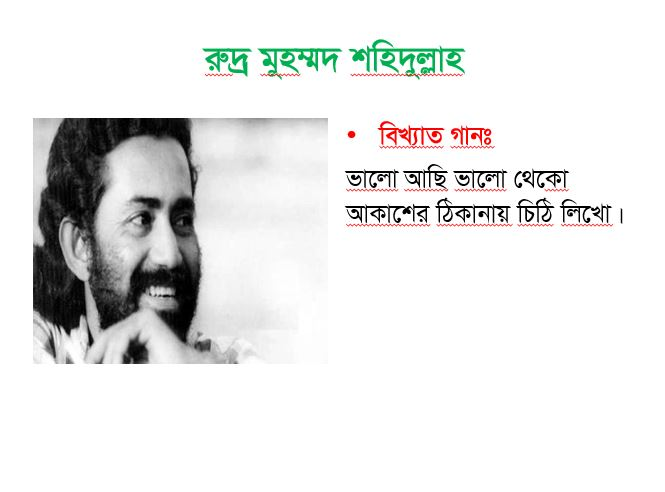 রুদ্র মুহম্মদ শহিদুল্লাহ
• বিখ্যাত গানঃ
ভালো আছি ভালো থেকো
আকাশের ঠিকানায় চিঠি লিখো।